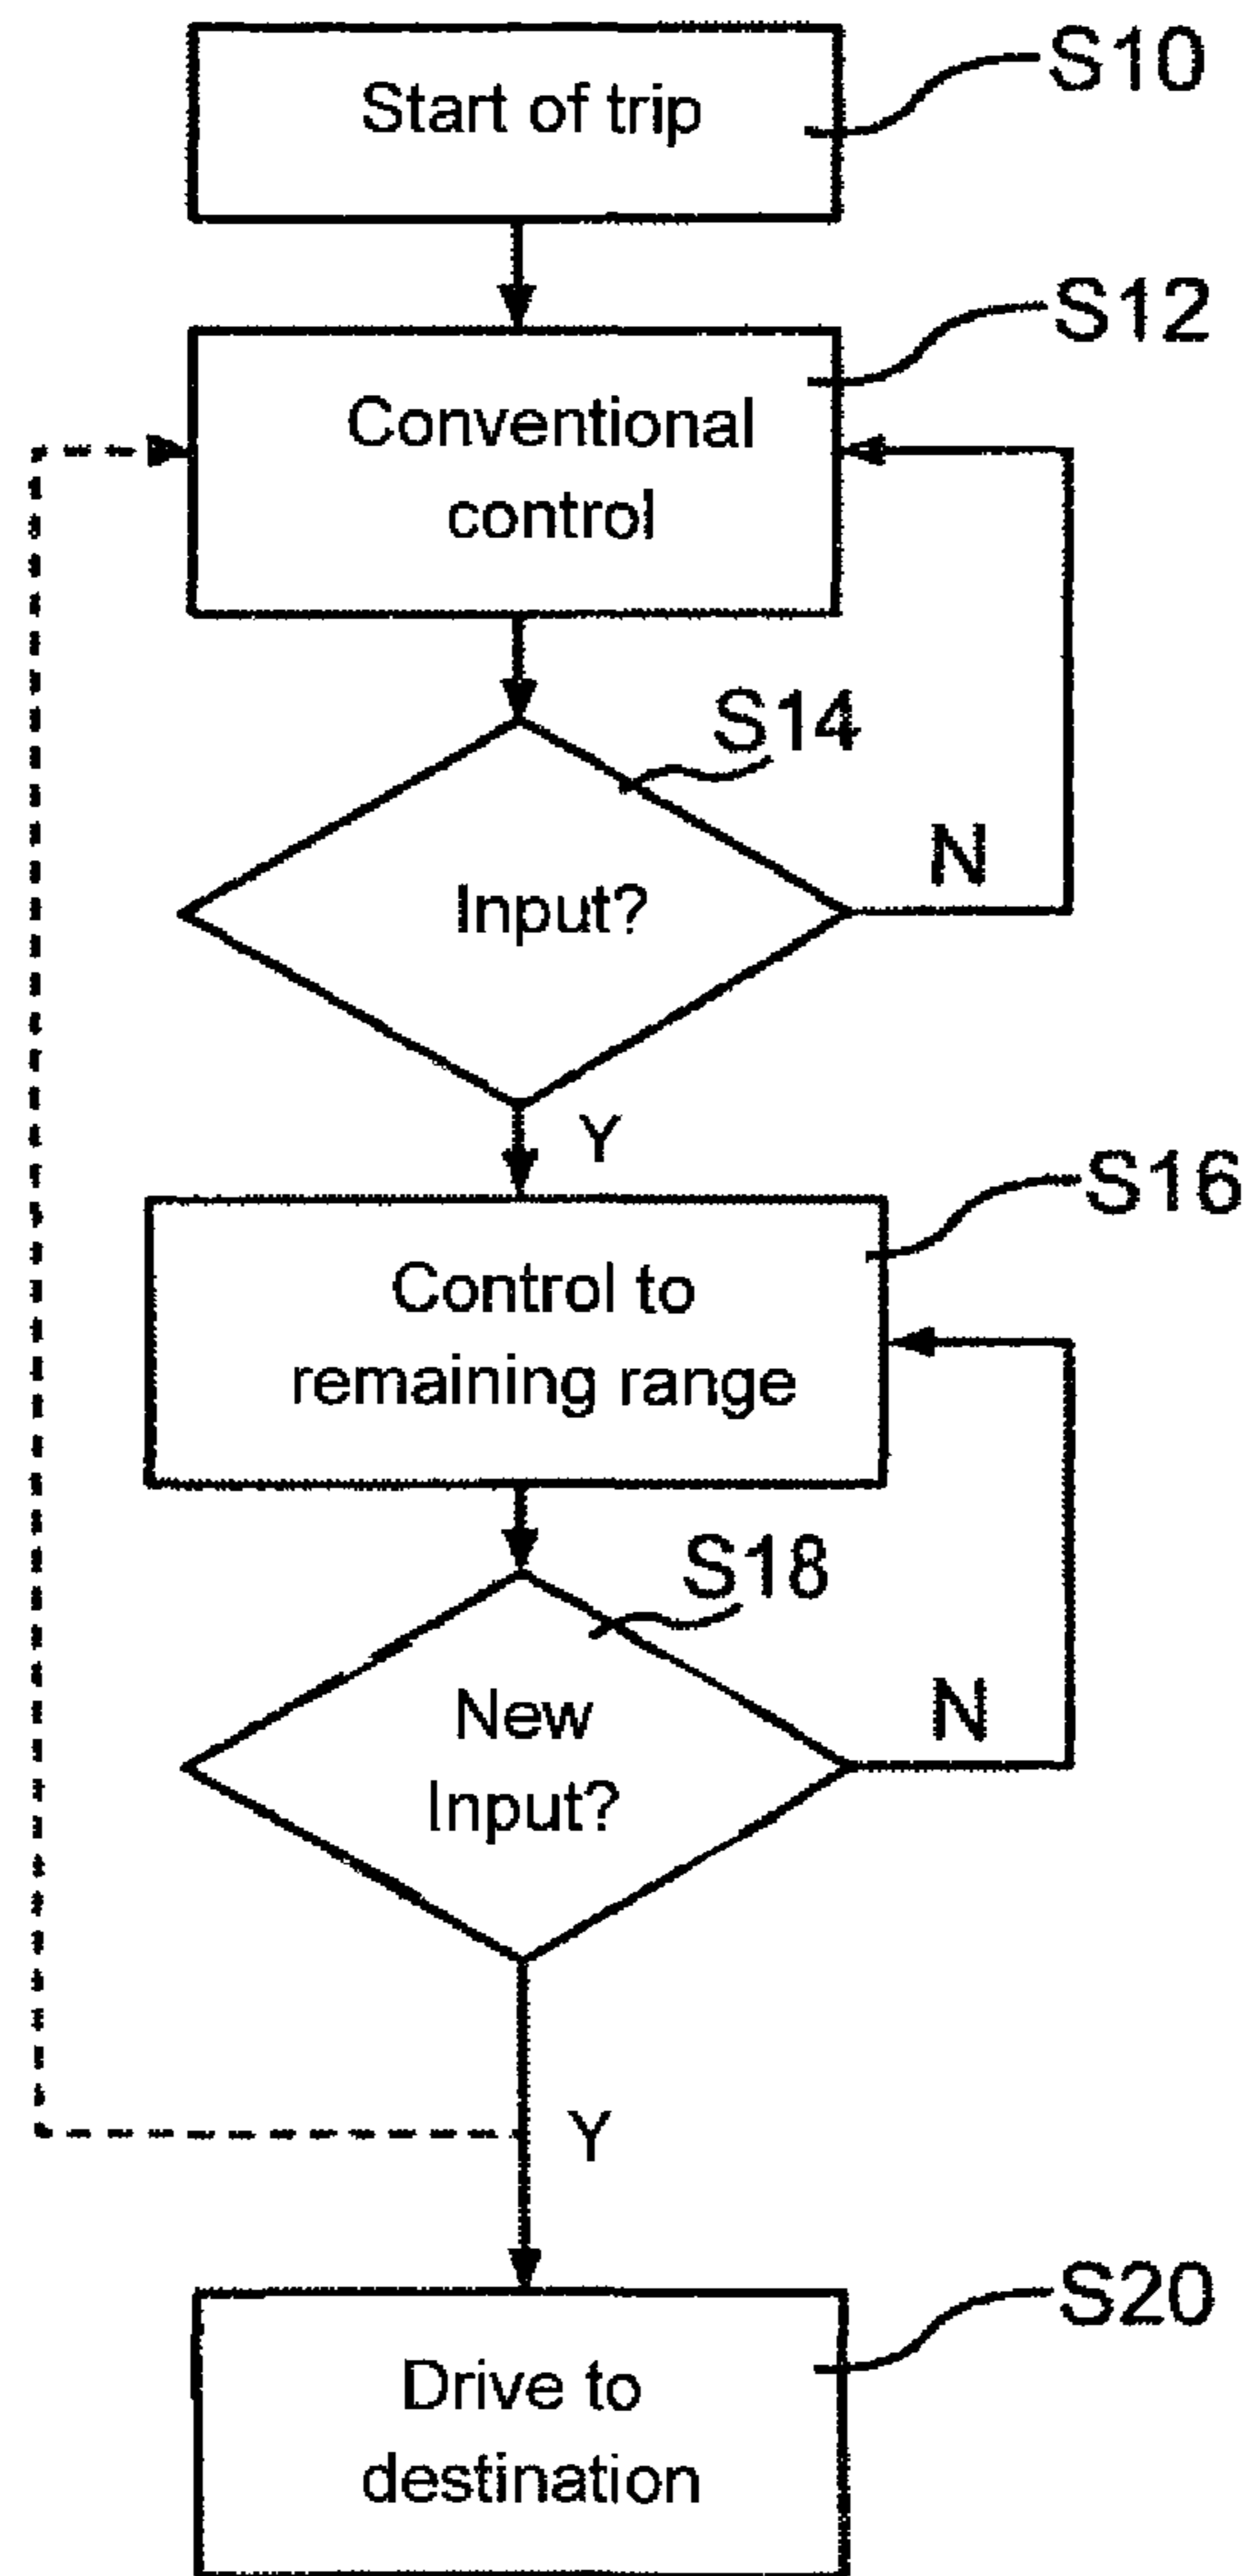 Start of trip
S10
S12
Conventional
control
S14
Input?
N
Y
S16
Control to
remaining range
S18
New
Input?
N
Y
S20
Drive to
destination